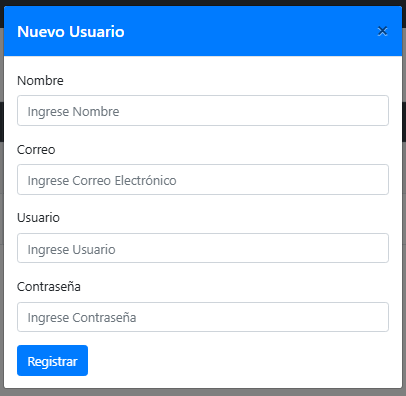 Nuevo Usuario ×
Nombre
Ingrese Nombre
Correo
Ingrese Correo Electrónico
Usuario
Ingrese Usuario
Contraseña
Ingrese Contraseña
Registrar